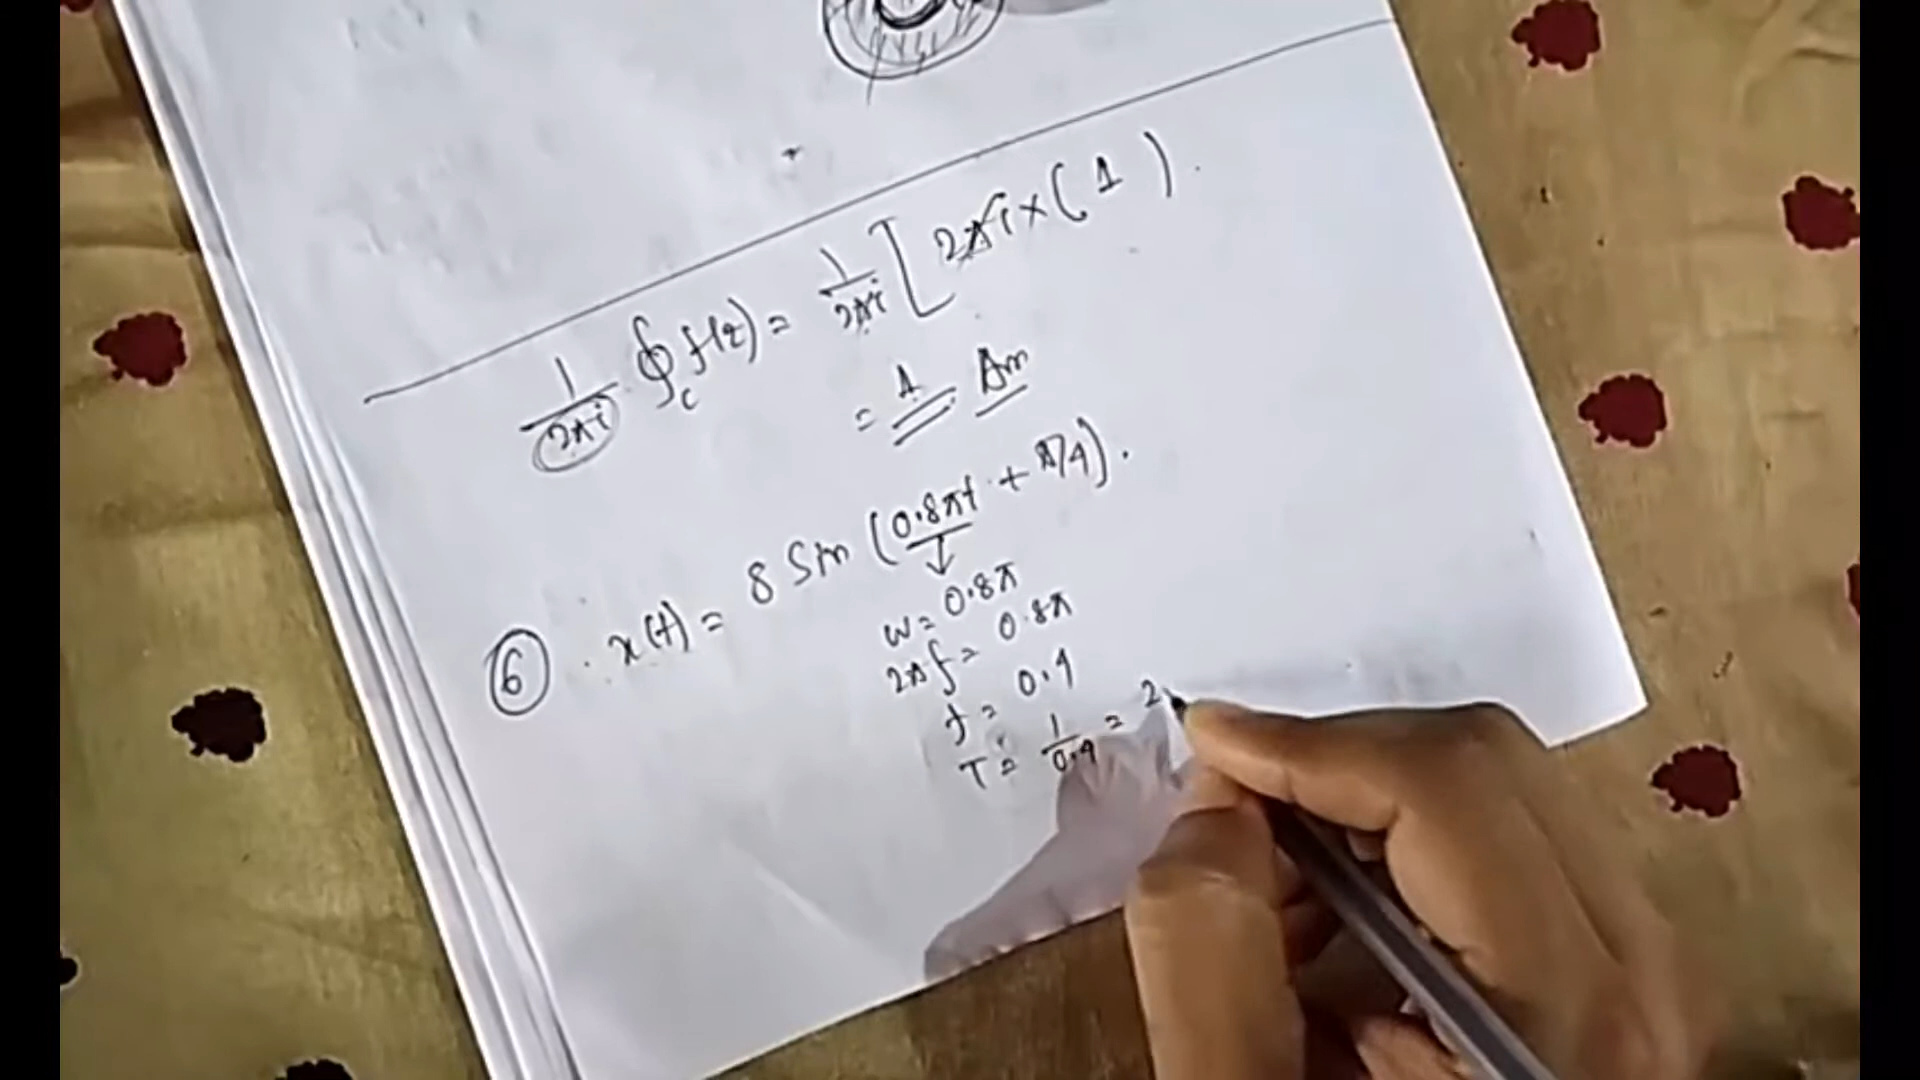 1/2πi ∮c f(z) = 1/2πi [2πi × (1).
= 1 Am
⑥ . x(t) = 8 Sin (0.8πt + π/4).
w = 0.8π
2πf = 0.8π
f = 0.4
T = 1/0.4 = 2